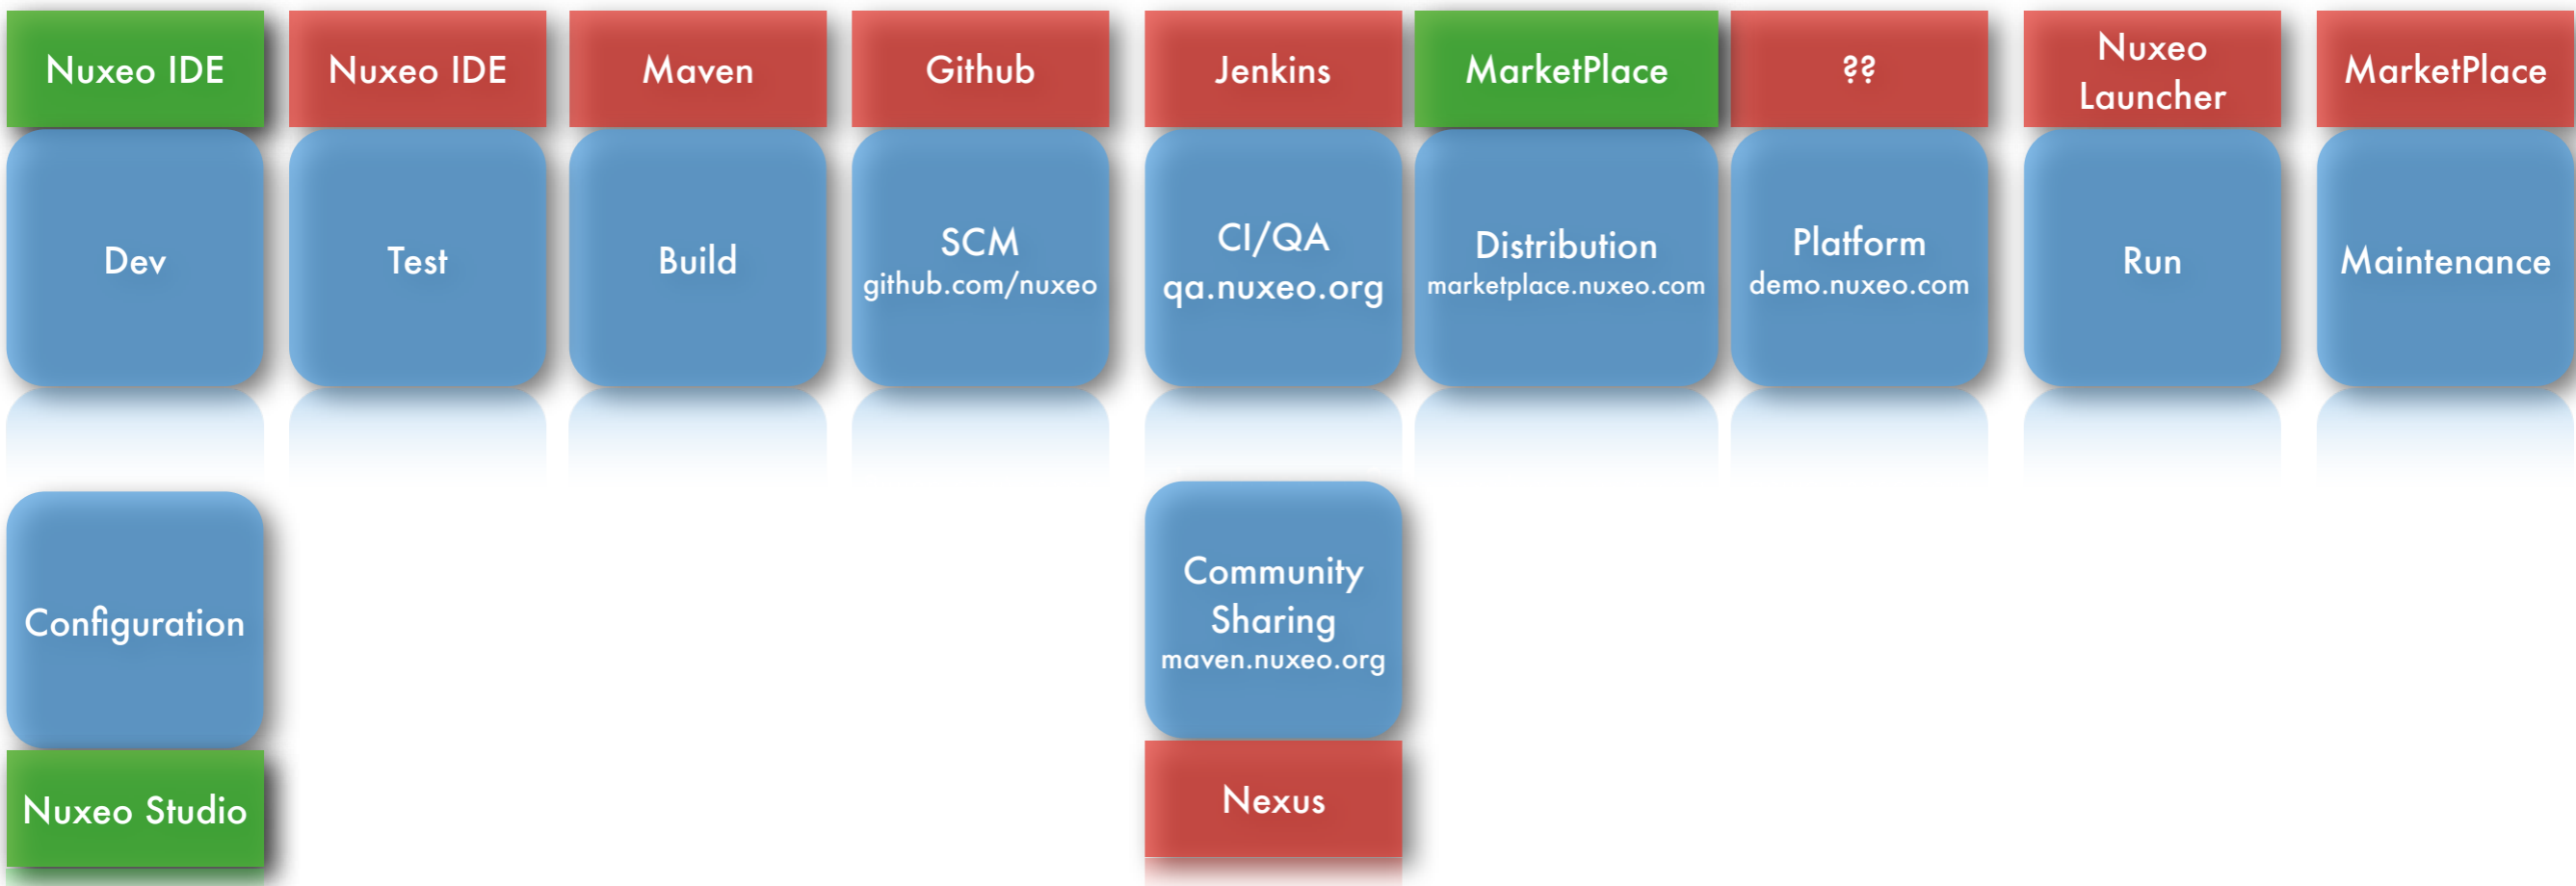 Nuxeo IDE
Nuxeo IDE
Maven
Github
Jenkins
MarketPlace
??
Nuxeo
Launcher
MarketPlace
Dev
Test
Build
SCM
github.com/nuxeo
CI/QA
qa.nuxeo.org
Distribution
marketplace.nuxeo.com
Platform
demo.nuxeo.com
Run
Maintenance
Configuration
Nuxeo Studio
Community
Sharing
maven.nuxeo.org
Nexus